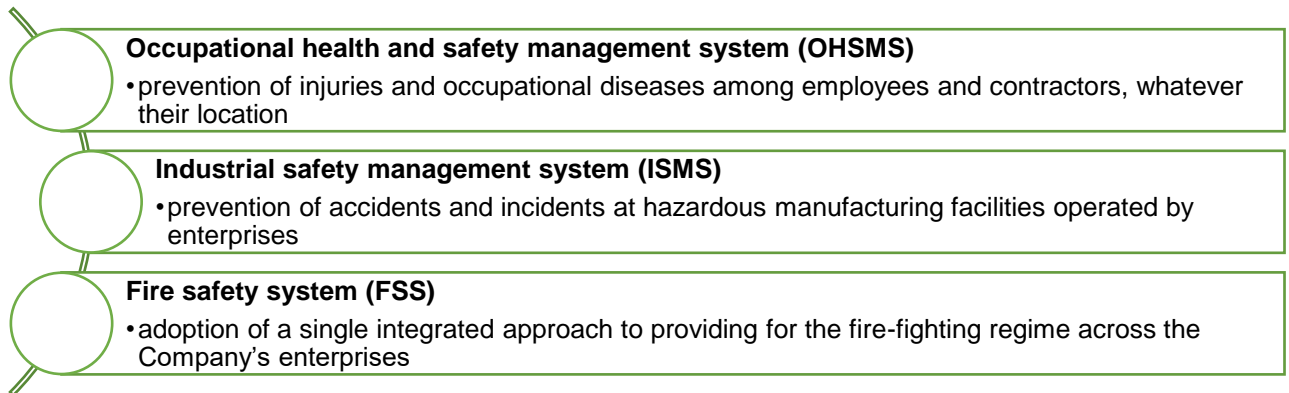 Occupational health and safety management system (OHSMS)
•prevention of injuries and occupational diseases among employees and contractors, whatever
their location
Industrial safety management system (ISMS)
•prevention of accidents and incidents at hazardous manufacturing facilities operated by
enterprises
Fire safety system (FSS)
•adoption of a single integrated approach to providing for the fire-fighting regime across the
Company’s enterprises